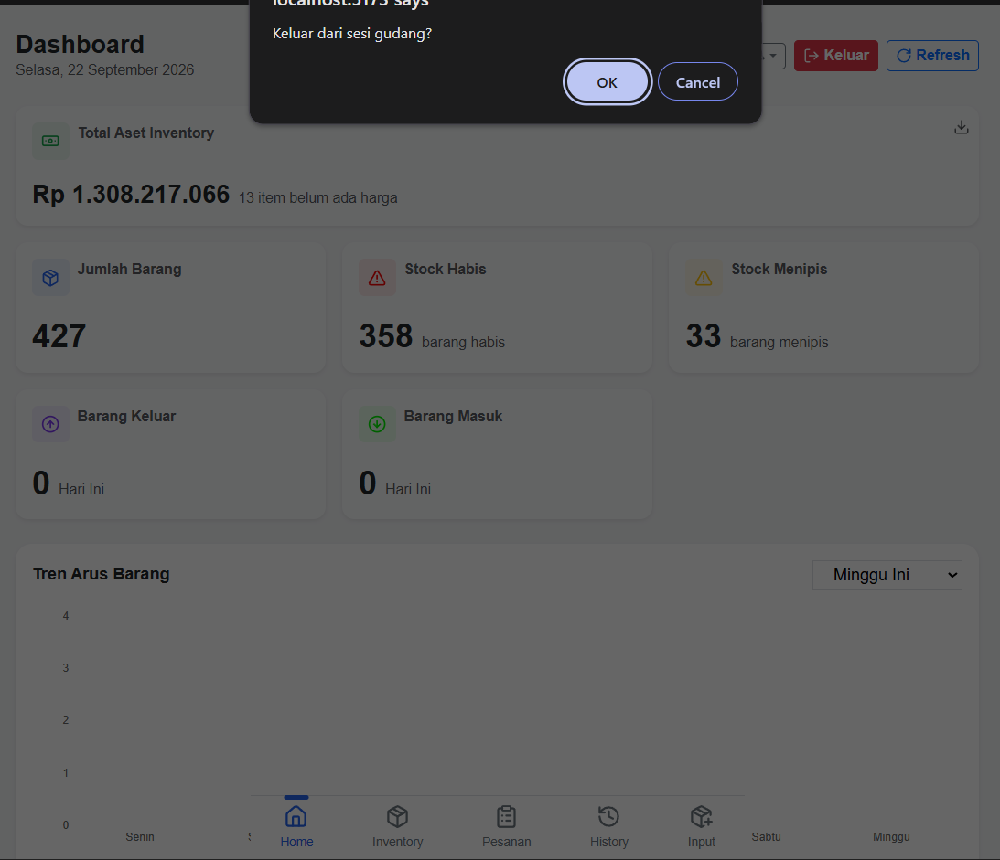 localhost:5173 says
Keluar dari sesi gudang?
OK
Cancel
Dashboard
Selasa, 22 September 2026
Keluar
Refresh
Total Aset Inventory
Rp 1.308.217.066 13 item belum ada harga
Jumlah Barang
427
Stock Habis
358 barang habis
Stock Menipis
33 barang menipis
Barang Keluar
0 Hari Ini
Barang Masuk
0 Hari Ini
Tren Arus Barang
Minggu Ini
4
3
2
1
0
Senin
Sabtu
Minggu
Home
Inventory
Pesanan
History
Input